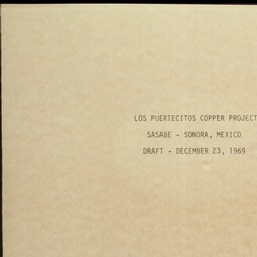 LOS PUERTECITOS COPPER PROJECT
SASABE - SONORA, MEXICO
DRAFT - DECEMBER 23, 1969